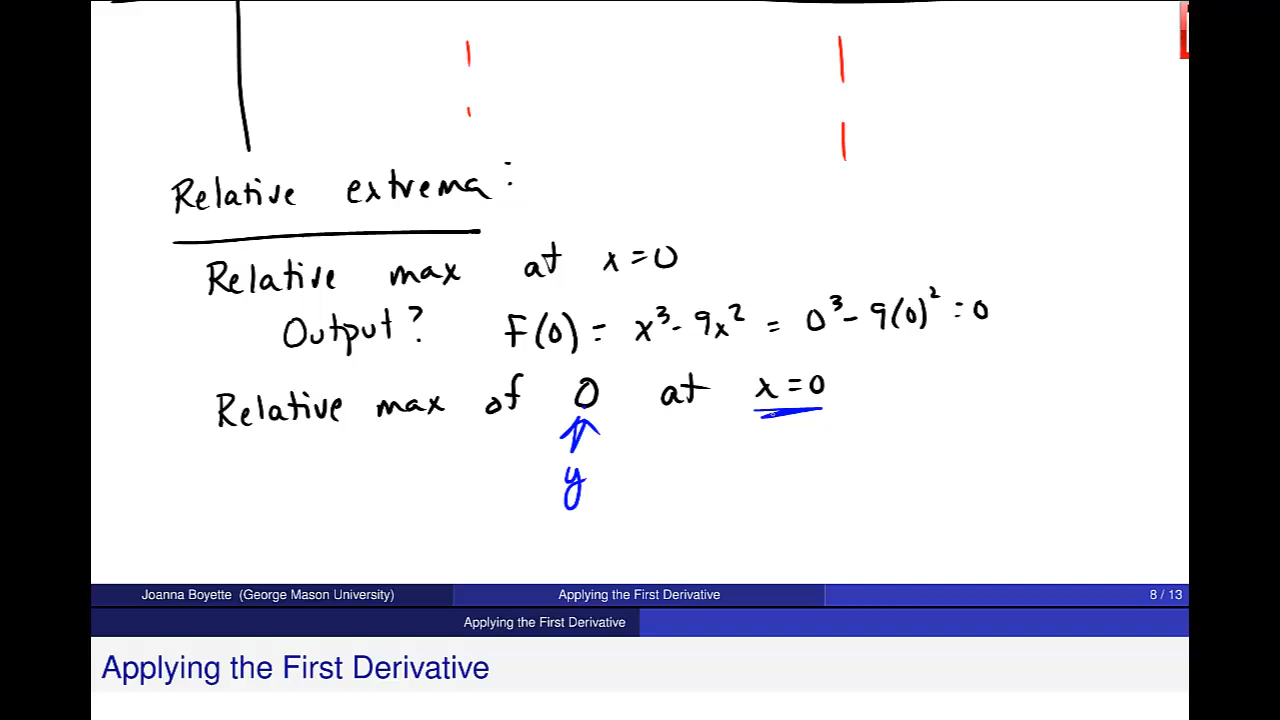 Relative extrema:
Relative max at x=0
Output? F(0) = x³- 9x² = 0³- 9(0)² = 0
Relative max of 0 at x=0
y
Joanna Boyette (George Mason University) Applying the First Derivative 8 / 13
Applying the First Derivative
Applying the First Derivative